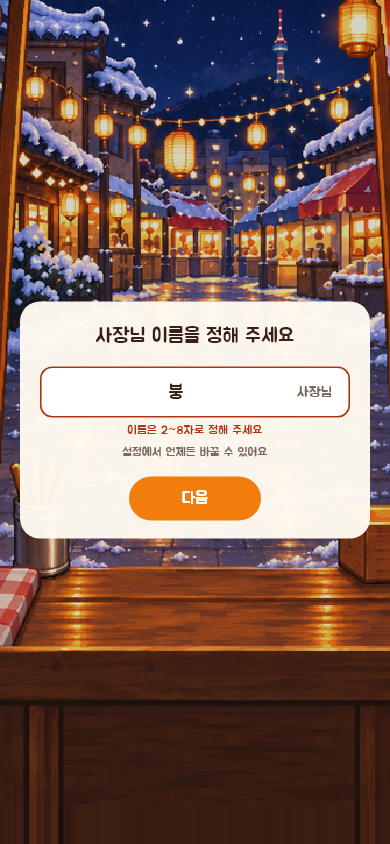 사장님 이름을 정해 주세요
붕 사장님
이름은 2~8자로 정해 주세요
설정에서 언제든 바꿀 수 있어요
다음